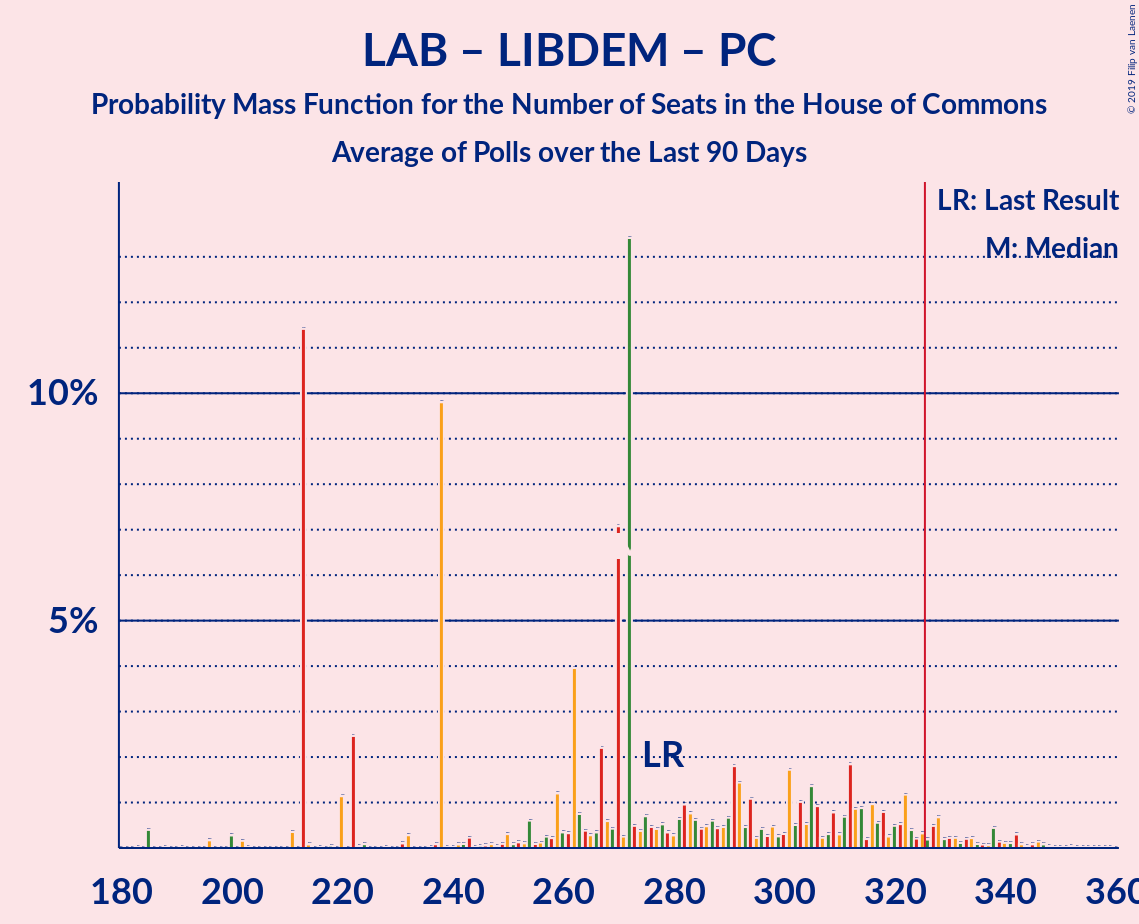 LAB – LIBDEM – PC
Probability Mass Function for the Number of Seats in the House of Commons
Average of Polls over the Last 90 Days
© 2019 Filip van Laenen
LR: Last Result
M: Median
10%
5%
LR
180 200 220 240 260 280 300 320 340 360